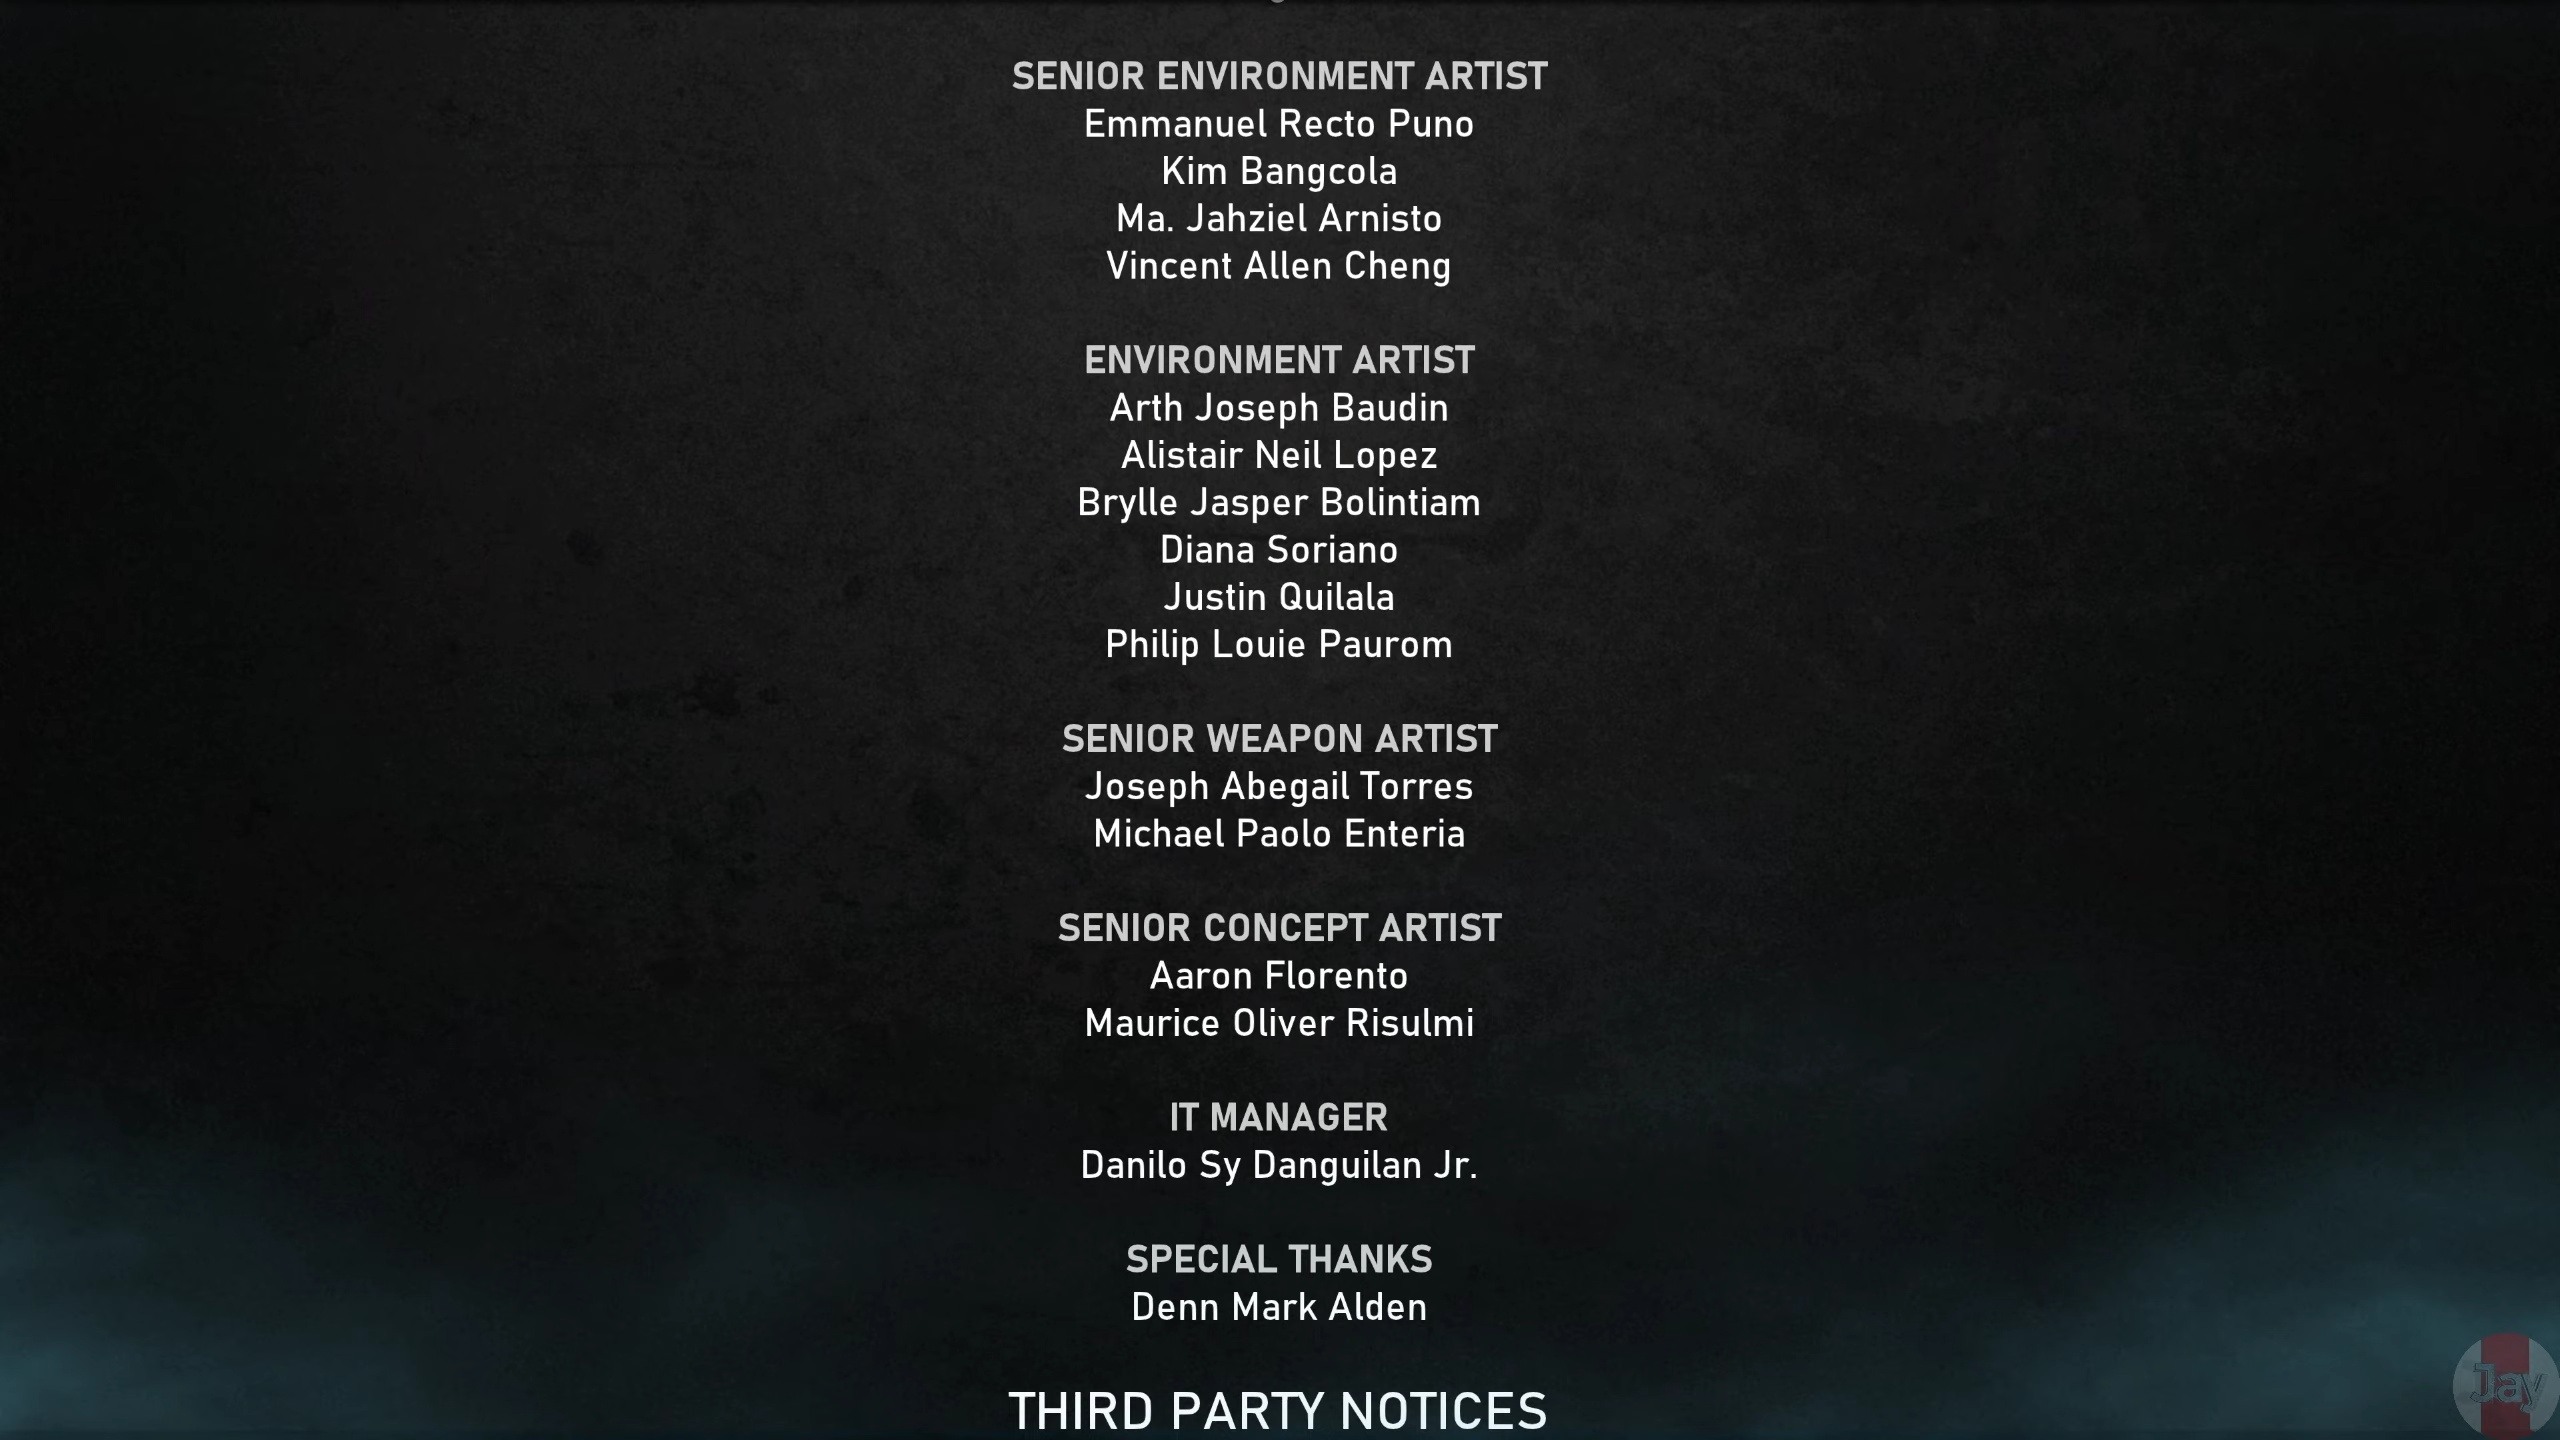 SENIOR ENVIRONMENT ARTIST
Emmanuel Recto Puno
Kim Bangcola
Ma. Jahziel Arnisto
Vincent Allen Cheng
ENVIRONMENT ARTIST
Arth Joseph Baudin
Alistair Neil Lopez
Brylle Jasper Bolintiam
Diana Soriano
Justin Quilala
Philip Louie Paurom
SENIOR WEAPON ARTIST
Joseph Abegail Torres
Michael Paolo Enteria
SENIOR CONCEPT ARTIST
Aaron Florento
Maurice Oliver Risulmi
IT MANAGER
Danilo Sy Danguilan Jr.
SPECIAL THANKS
Denn Mark Alden
THIRD PARTY NOTICES
Jay